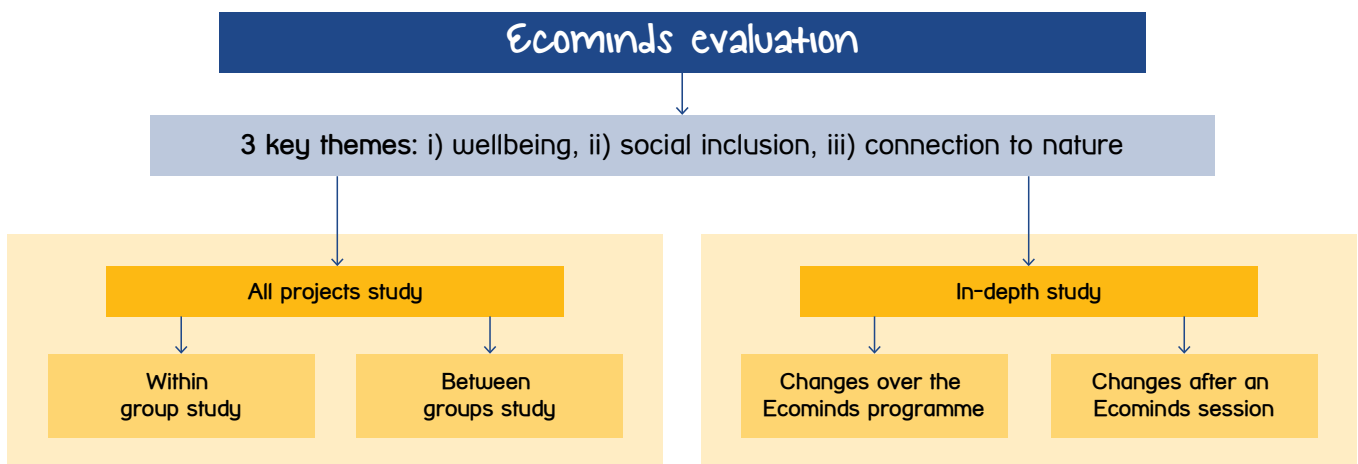 Ecominds evaluation
3 key themes: i) wellbeing, ii) social inclusion, iii) connection to nature
All projects study
Within
group study
Between
groups study
In-depth study
Changes over the
Ecominds programme
Changes after an
Ecominds session